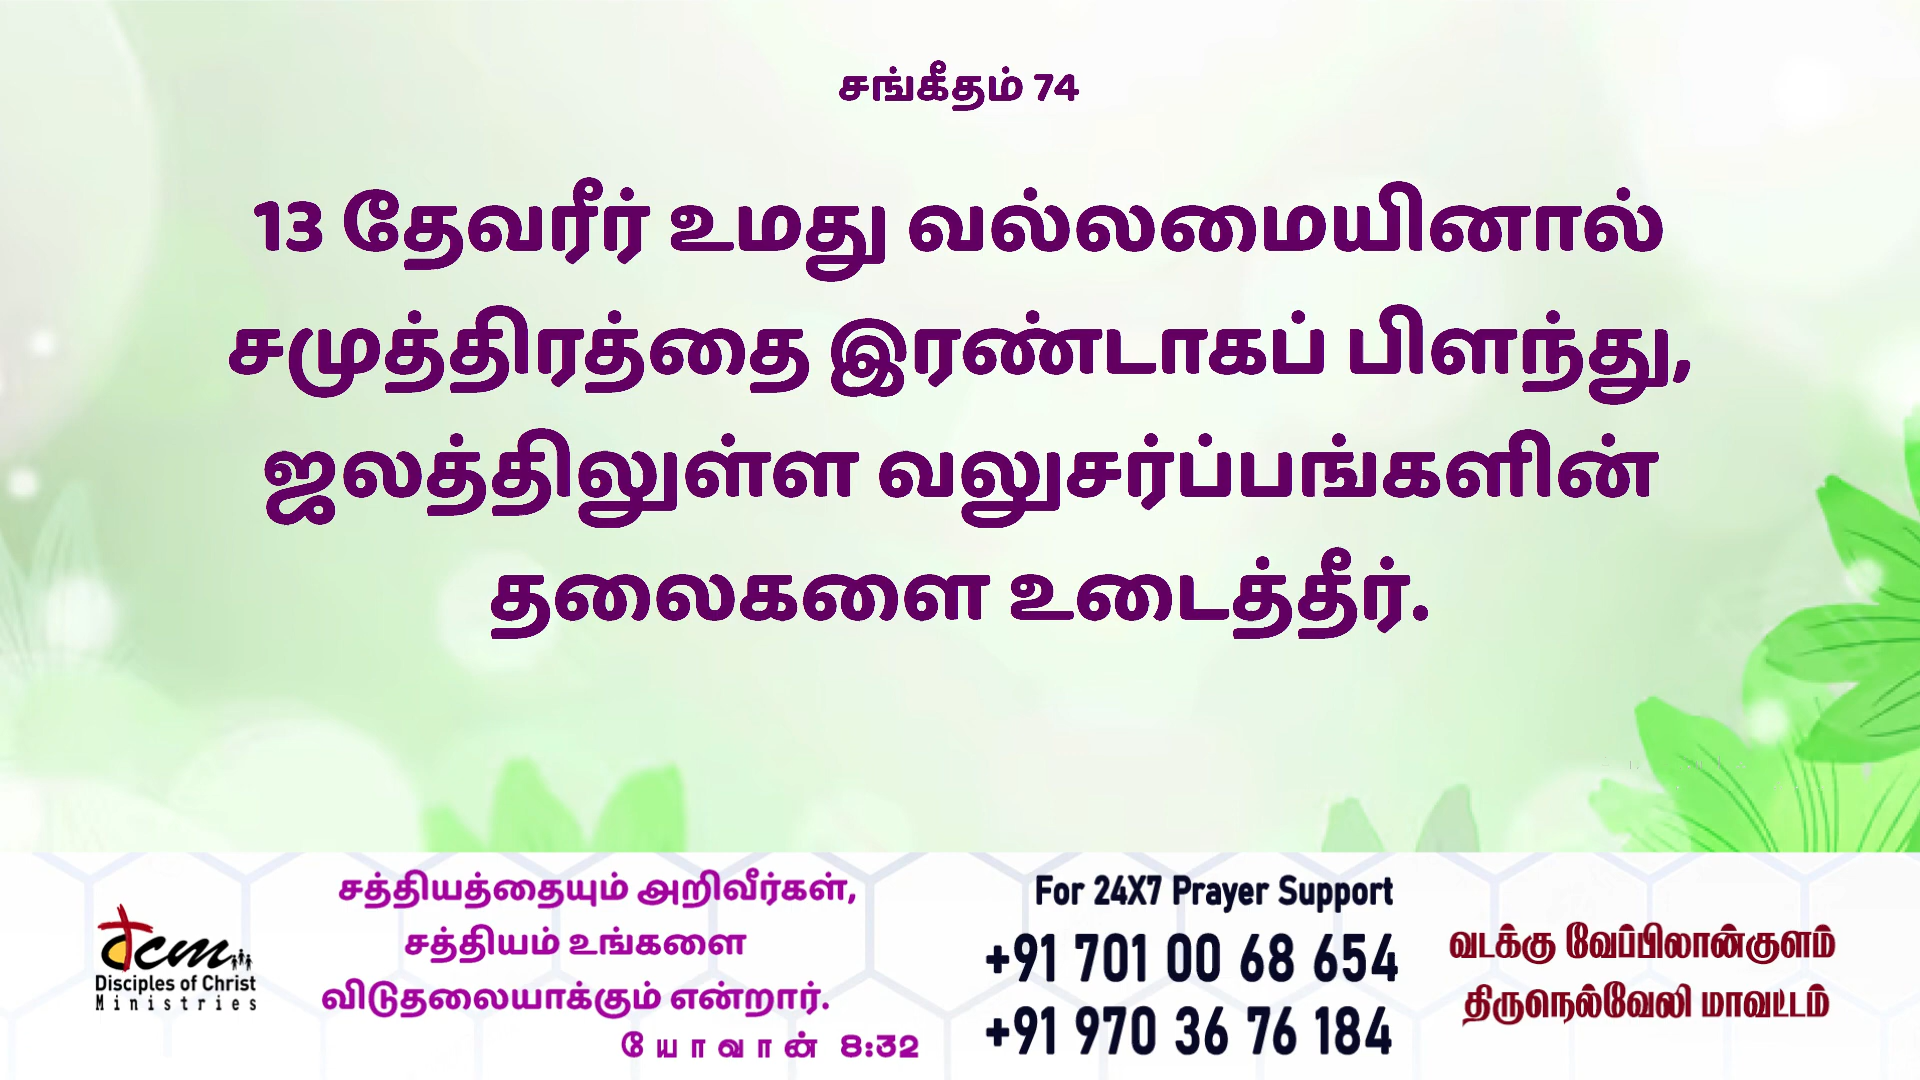 சங்கீதம் 74
13 தேவரீர் உமது வல்லமையினால்
சமுத்திரத்தை இரண்டாகப் பிளந்து,
ஜலத்திலுள்ள வலுசர்ப்பங்களின்
தலைகளை உடைத்தீர்.
dcm
Disciples of Christ
Ministries
சத்தியத்தையும் அறிவீர்கள்,
சத்தியம் உங்களை
விடுதலையாக்கும் என்றார்.
யோவான் 8:32
For 24X7 Prayer Support
+91 701 00 68 654
+91 970 36 76 184
வடக்கு வேப்பிலான்குளம்
திருநெல்வேலி மாவட்டம்